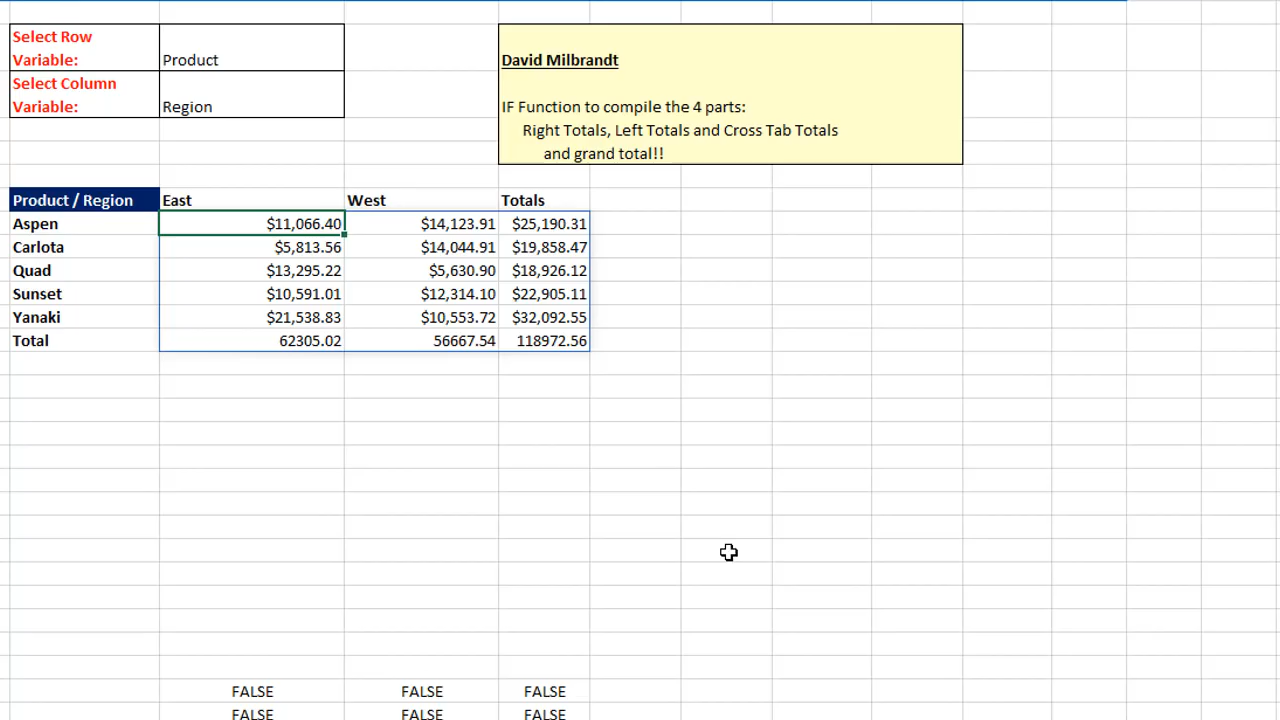 Select Row
Variable: Product
Select Column
Variable: Region
David Milbrandt
IF Function to compile the 4 parts:
Right Totals, Left Totals and Cross Tab Totals
and grand total!!
Product / Region East West Totals
Aspen $11,066.40 $14,123.91 $25,190.31
Carlota $5,813.56 $14,044.91 $19,858.47
Quad $13,295.22 $5,630.90 $18,926.12
Sunset $10,591.01 $12,314.10 $22,905.11
Yanaki $21,538.83 $10,553.72 $32,092.55
Total 62305.02 56667.54 118972.56
FALSE FALSE FALSE
FALSE FALSE FALSE